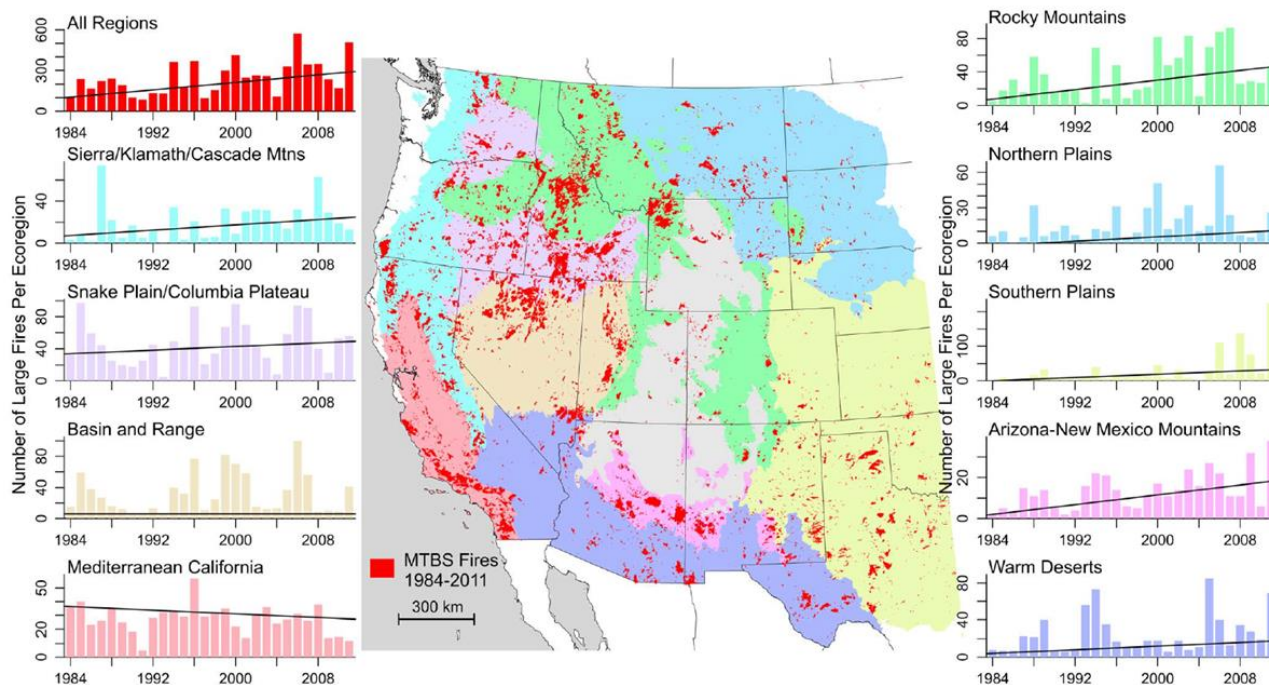 Number of Large Fires Per Ecoregion
All Regions
600
300
0
1984 1992 2000 2008
Sierra/Klamath/Cascade Mtns
40
0
1984 1992 2000 2008
Snake Plain/Columbia Plateau
80
40
0
1984 1992 2000 2008
Basin and Range
80
40
0
1984 1992 2000 2008
Mediterranean California
50
20
0
1984 1992 2000 2008
MTBS Fires
1984-2011
300 km
Number of Large Fires Per Ecoregion
Rocky Mountains
80
40
0
1984 1992 2000 2008
Northern Plains
60
30
0
1984 1992 2000 2008
Southern Plains
100
0
1984 1992 2000 2008
Arizona-New Mexico Mountains
20
0
1984 1992 2000 2008
Warm Deserts
80
40
0
1984 1992 2000 2008